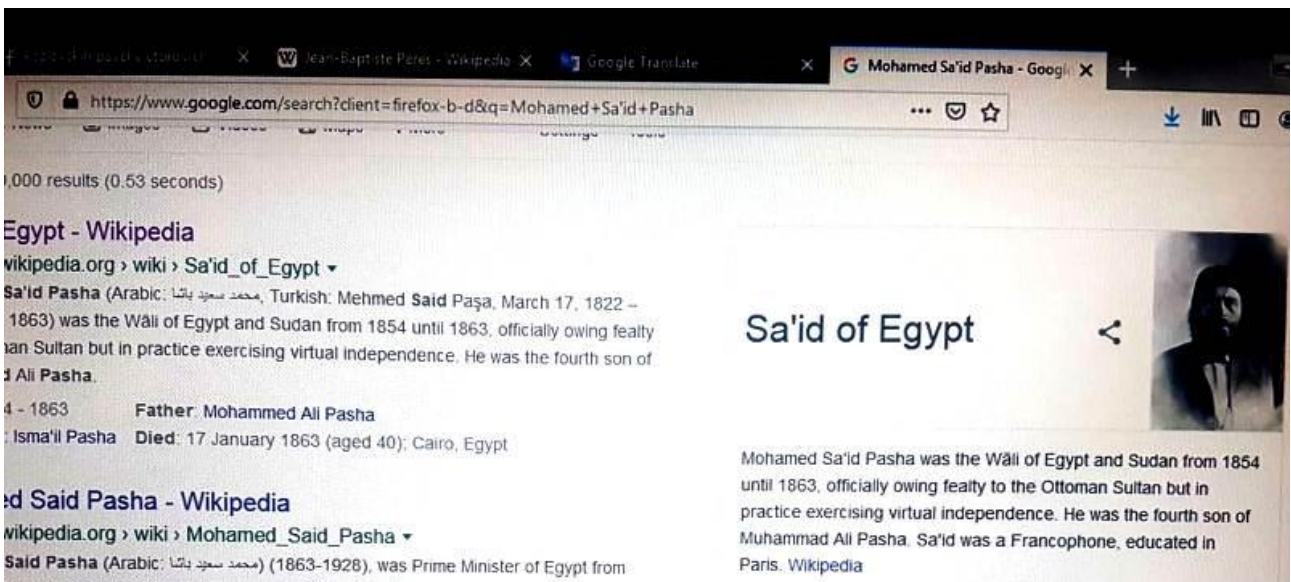 Jean-Baptiste Pérès - Wikipedia
Google Translate
Mohamed Sa'id Pasha - Googl
https://www.google.com/search?client=firefox-b-d&q=Mohamed+Sa'id+Pasha
,000 results (0.53 seconds)
Egypt - Wikipedia
wikipedia.org › wiki › Sa'id_of_Egypt
Sa'id Pasha (Arabic: محمد سعيد باشا, Turkish: Mehmed Said Paşa, March 17, 1822 –
1863) was the Wāli of Egypt and Sudan from 1854 until 1863, officially owing fealty
Sultan but in practice exercising virtual independence. He was the fourth son of
Ali Pasha.
4 - 1863 Father: Mohammed Ali Pasha
: Isma'il Pasha Died: 17 January 1863 (aged 40); Cairo, Egypt
ed Said Pasha - Wikipedia
wikipedia.org › wiki › Mohamed_Said_Pasha
Said Pasha (Arabic: محمد سعيد باشا) (1863-1928), was Prime Minister of Egypt from
Sa'id of Egypt
Mohamed Sa'id Pasha was the Wāli of Egypt and Sudan from 1854
until 1863, officially owing fealty to the Ottoman Sultan but in
practice exercising virtual independence. He was the fourth son of
Muhammad Ali Pasha. Sa'id was a Francophone, educated in
Paris. Wikipedia